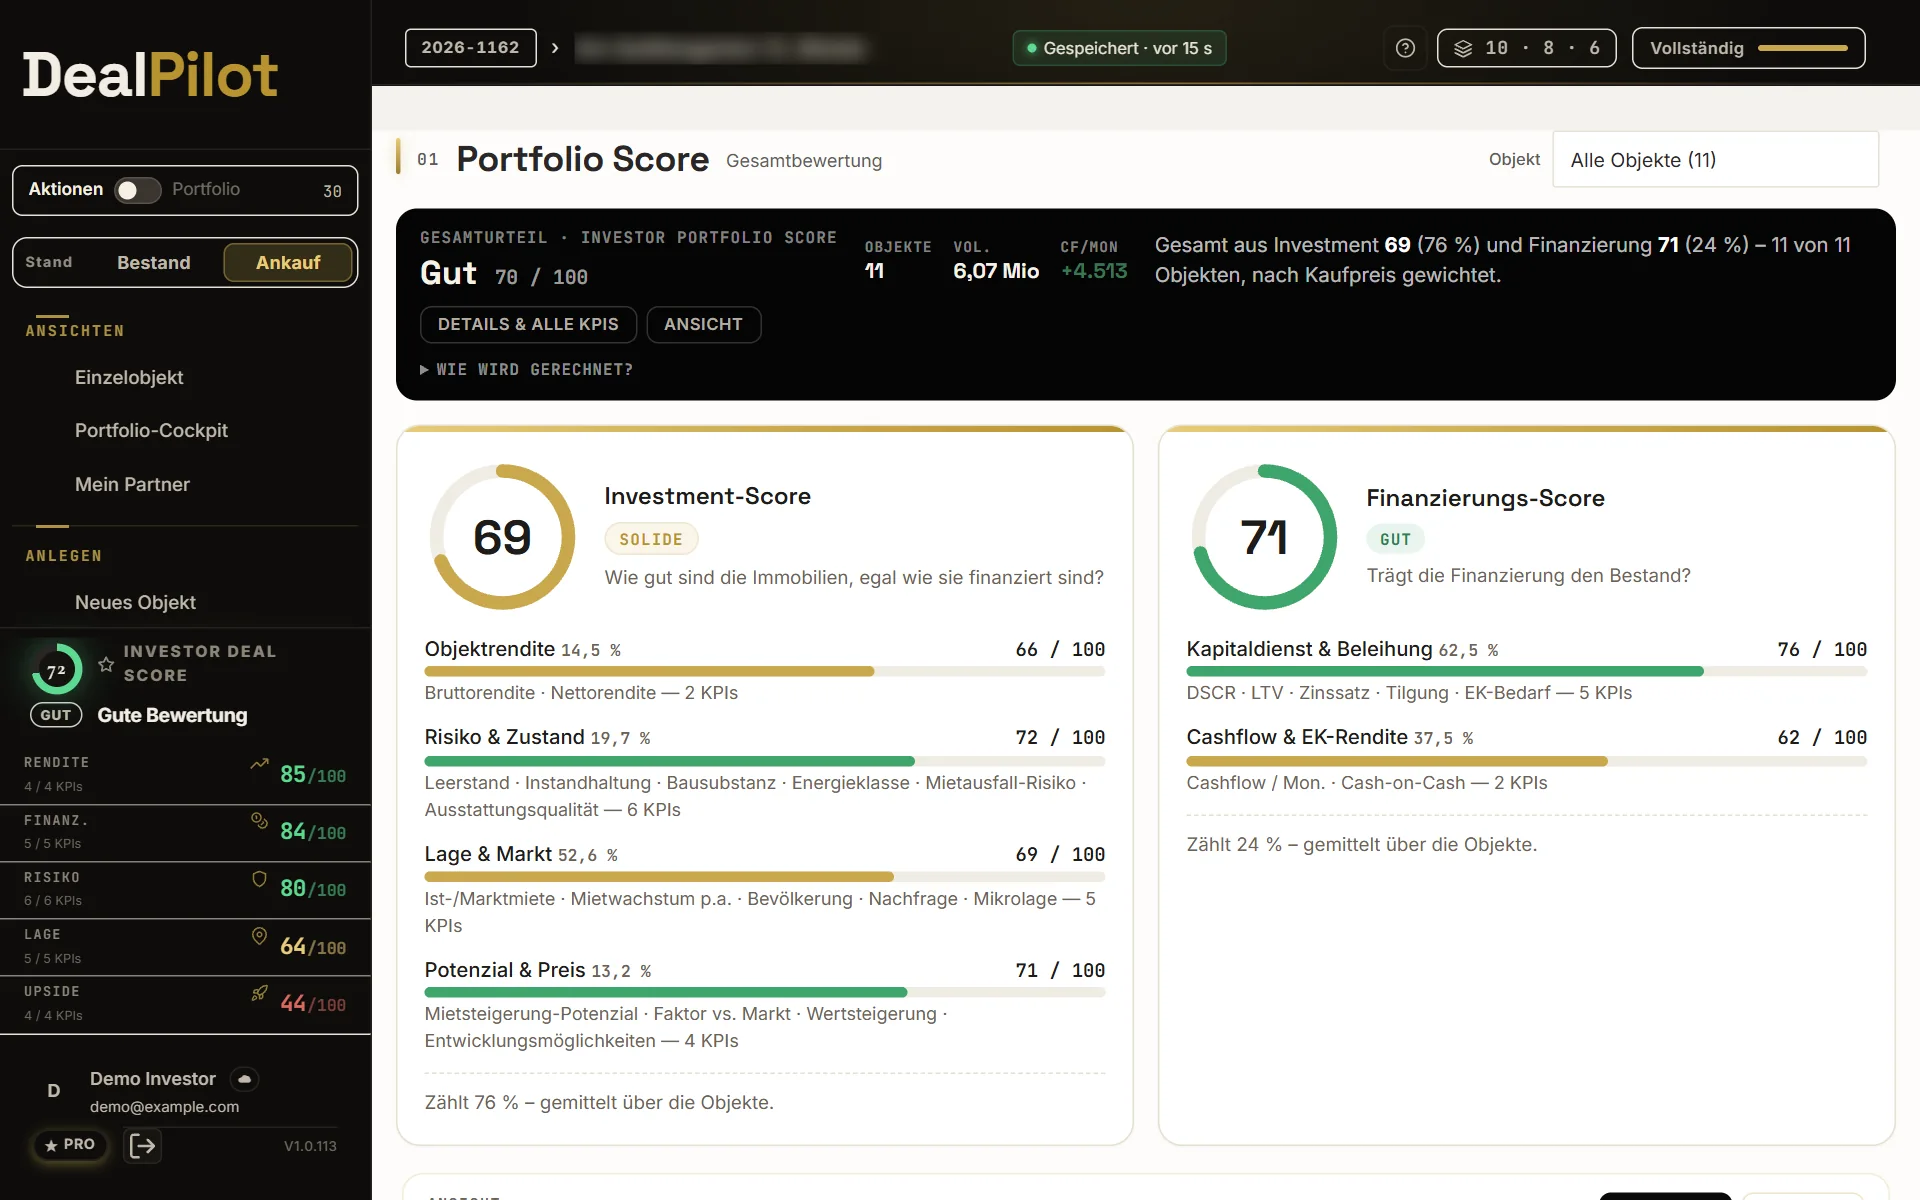 DealPilot
Aktionen Portfolio 30
Stand Bestand Ankauf
ANSICHTEN
Einzelobjekt
Portfolio-Cockpit
Mein Partner
ANLEGEN
Neues Objekt
72
INVESTOR DEAL
SCORE
GUT Gute Bewertung
RENDITE
4 / 4 KPIs
85/100
FINANZ.
5 / 5 KPIs
84/100
RISIKO
6 / 6 KPIs
80/100
LAGE
5 / 5 KPIs
64/100
UPSIDE
4 / 4 KPIs
44/100
D
Demo Investor
demo@example.com
★ PRO
V1.0.113
2026-1162 ›
Gespeichert · vor 15 s
? 10 · 8 · 6
Vollständig
01 Portfolio Score Gesamtbewertung
Objekt Alle Objekte (11)
GESAMTURTEIL · INVESTOR PORTFOLIO SCORE
Gut 70 / 100
OBJEKTE
11
VOL.
6,07 Mio
CF/MON
+4.513
Gesamt aus Investment 69 (76 %) und Finanzierung 71 (24 %) – 11 von 11
Objekten, nach Kaufpreis gewichtet.
DETAILS & ALLE KPIS ANSICHT
▶ WIE WIRD GERECHNET?
69
Investment-Score
SOLIDE
Wie gut sind die Immobilien, egal wie sie finanziert sind?
Objektrendite 14,5 % 66 / 100
Bruttorendite · Nettorendite — 2 KPIs
Risiko & Zustand 19,7 % 72 / 100
Leerstand · Instandhaltung · Bausubstanz · Energieklasse · Mietausfall-Risiko ·
Ausstattungsqualität — 6 KPIs
Lage & Markt 52,6 % 69 / 100
Ist-/Marktmiete · Mietwachstum p.a. · Bevölkerung · Nachfrage · Mikrolage — 5
KPIs
Potenzial & Preis 13,2 % 71 / 100
Mietsteigerung-Potenzial · Faktor vs. Markt · Wertsteigerung ·
Entwicklungsmöglichkeiten — 4 KPIs
Zählt 76 % – gemittelt über die Objekte.
71
Finanzierungs-Score
GUT
Trägt die Finanzierung den Bestand?
Kapitaldienst & Beleihung 62,5 % 76 / 100
DSCR · LTV · Zinssatz · Tilgung · EK-Bedarf — 5 KPIs
Cashflow & EK-Rendite 37,5 % 62 / 100
Cashflow / Mon. · Cash-on-Cash — 2 KPIs
Zählt 24 % – gemittelt über die Objekte.